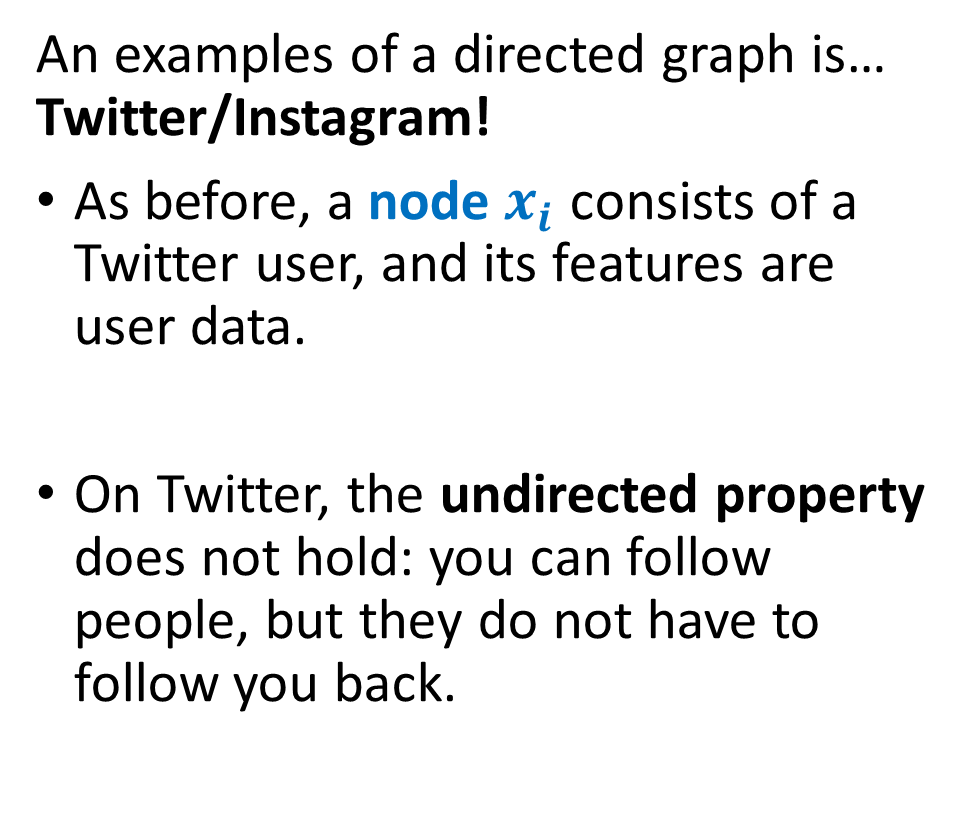 An examples of a directed graph is…
Twitter/Instagram!
• As before, a node xᵢ consists of a
Twitter user, and its features are
user data.
• On Twitter, the undirected property
does not hold: you can follow
people, but they do not have to
follow you back.